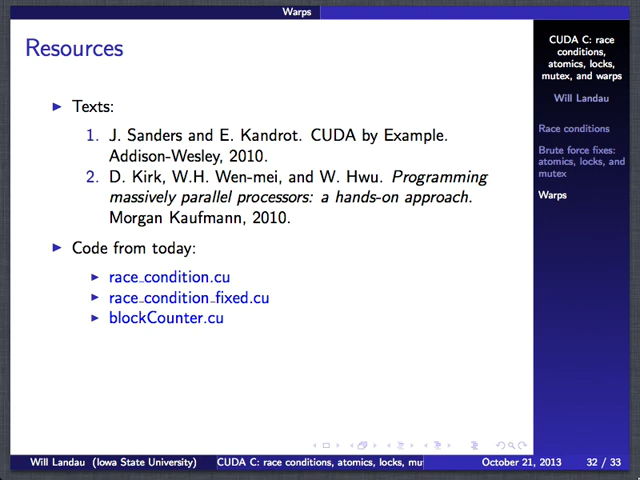 Warps
Resources
Texts:
1. J. Sanders and E. Kandrot. CUDA by Example.
Addison-Wesley, 2010.
2. D. Kirk, W.H. Wen-mei, and W. Hwu. Programming
massively parallel processors: a hands-on approach.
Morgan Kaufmann, 2010.
Code from today:
race_condition.cu
race_condition_fixed.cu
blockCounter.cu
CUDA C: race
conditions,
atomics, locks,
mutex, and warps
Will Landau
Race conditions
Brute force fixes:
atomics, locks, and
mutex
Warps
Will Landau (Iowa State University)
CUDA C: race conditions, atomics, locks, mu
October 21, 2013
32 / 33